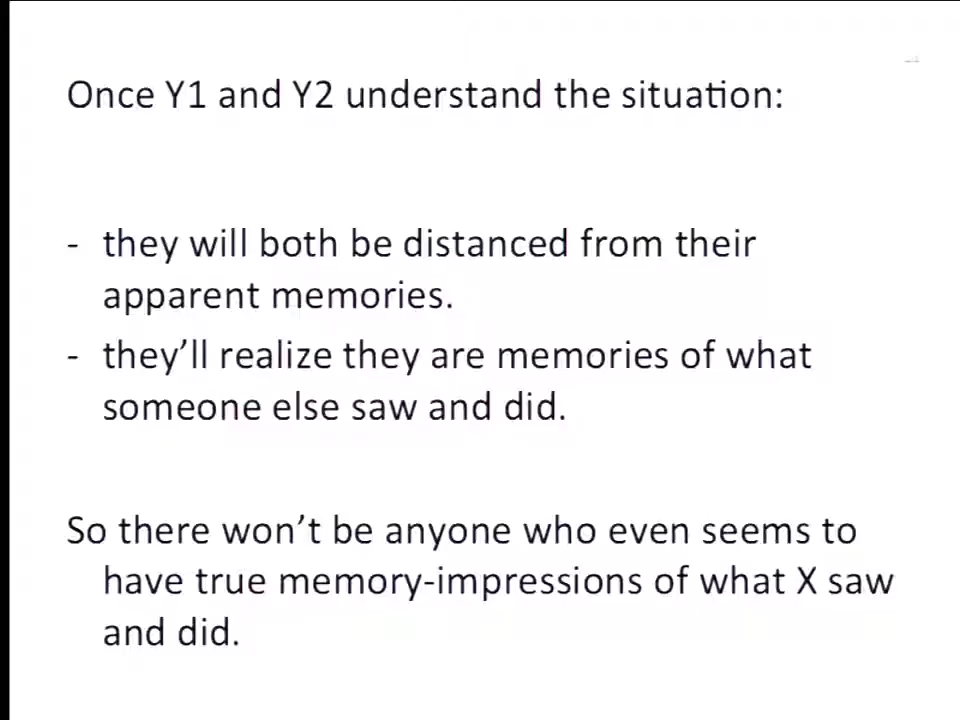 Once Y1 and Y2 understand the situation:
- they will both be distanced from their
apparent memories.
- they’ll realize they are memories of what
someone else saw and did.
So there won’t be anyone who even seems to
have true memory-impressions of what X saw
and did.